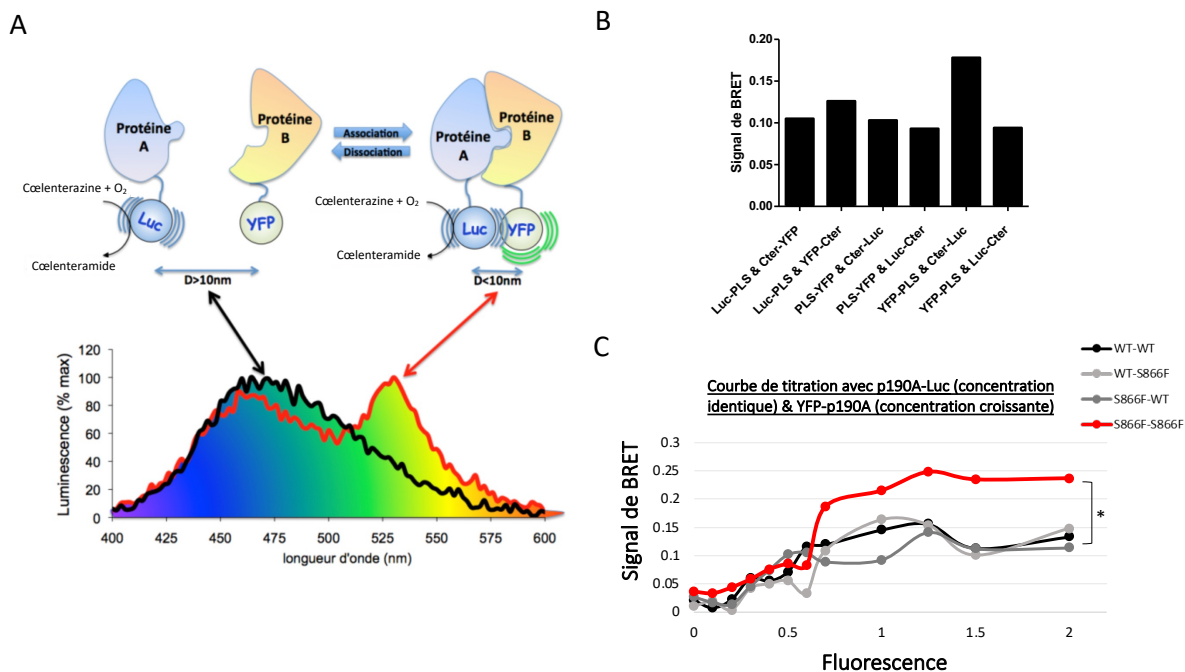 A
Protéine
A
Protéine
B
Association
Dissociation
Protéine
A
Protéine
B
Cœlenterazine + O₂
Luc
YFP
Cœlenterazine + O₂
Luc
YFP
Cœlenteramide
D>10nm
Cœlenteramide
D<10nm
Luminescence (% max)
120
100
80
60
40
20
0
400
425
450
475
500
525
550
575
600
longueur d'onde (nm)
B
Signal de BRET
0.20
0.15
0.10
0.05
0.00
Luc-PLS & Cter-YFP
Luc-PLS & YFP-Cter
PLS-YFP & Cter-Luc
PLS-YFP & Luc-Cter
YFP-PLS & Cter-Luc
YFP-PLS & Luc-Cter
C
WT-WT
WT-S866F
S866F-WT
S866F-S866F
Courbe de titration avec p190A-Luc (concentration
identique) & YFP-p190A (concentration croissante)
Signal de BRET
0.3
0.25
0.2
0.15
0.1
0.05
0
*
0
0.5
1
1.5
2
Fluorescence